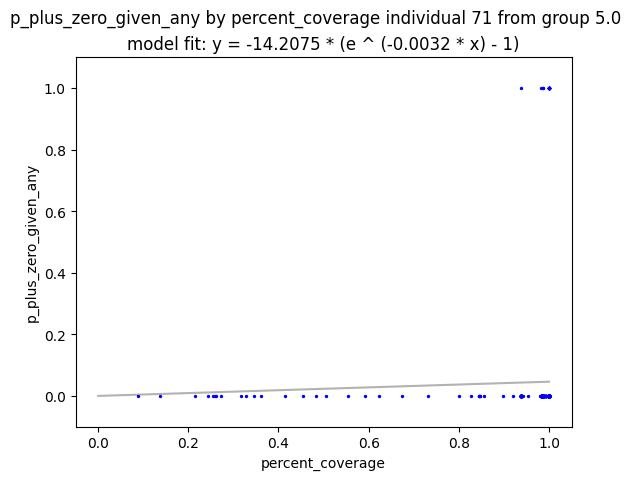 p_plus_zero_given_any by percent_coverage individual 71 from group 5.0
model fit: y = -14.2075 * (e ^ (-0.0032 * x) - 1)
1.0
0.8
0.6
0.4
0.2
0.0
p_plus_zero_given_any
0.0 0.2 0.4 0.6 0.8 1.0
percent_coverage